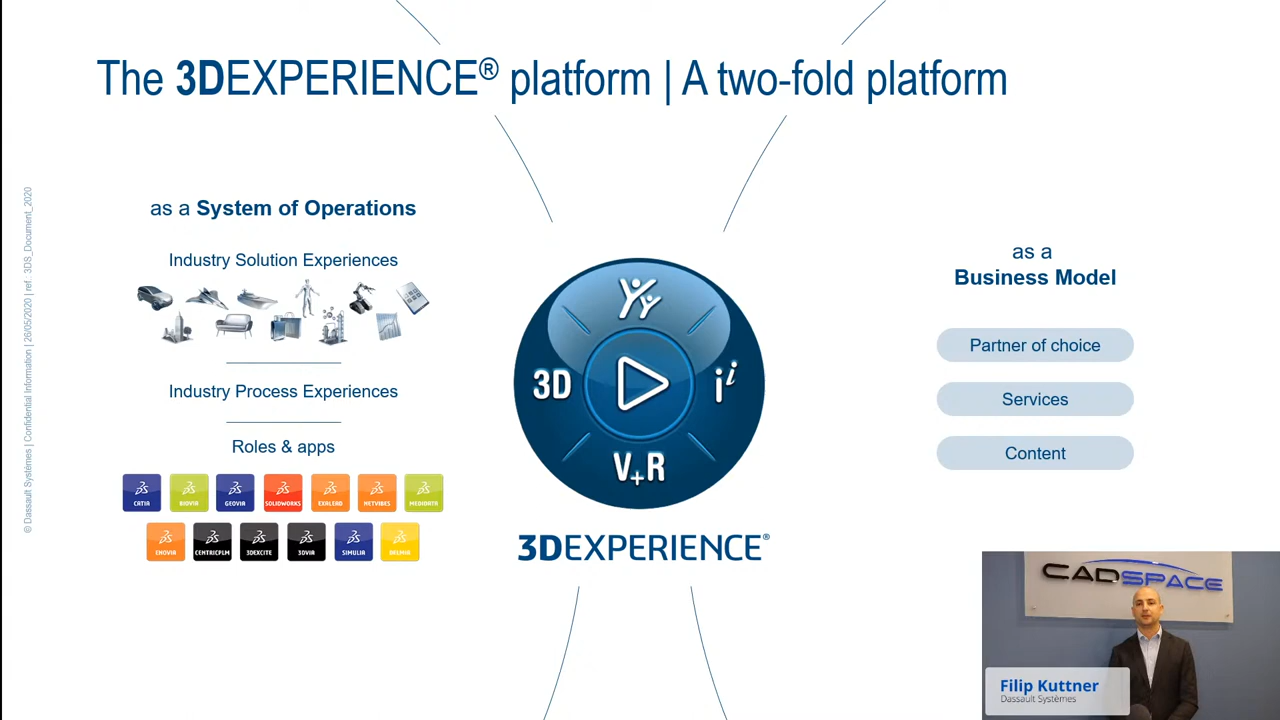 The 3DEXPERIENCE® platform | A two-fold platform
© Dassault Systèmes | Confidential Information | 26/05/2020 | ref.: 3DS_Document_2020
as a System of Operations
Industry Solution Experiences
Industry Process Experiences
Roles & apps
CATIA BIOVIA GEOVIA SOLIDWORKS EXALEAD NETVIBES MEDIDATA
ENOVIA CENTRICPLM 3DEXCITE 3DVIA SIMULIA DELMIA
3D
i i
V+R
3DEXPERIENCE®
as a
Business Model
Partner of choice
Services
Content
CADSPACE
Filip Kuttner
Dassault Systèmes